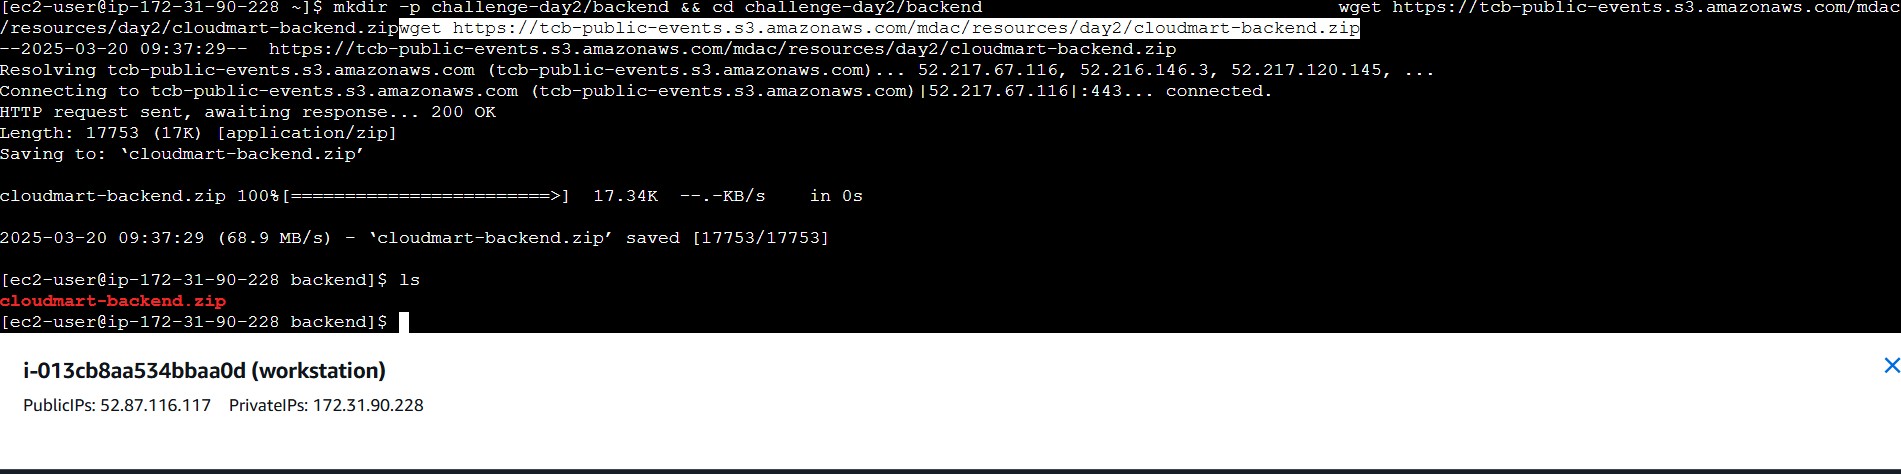 [ec2-user@ip-172-31-90-228 ~]$ mkdir -p challenge-day2/backend && cd challenge-day2/backend wget https://tcb-public-events.s3.amazonaws.com/mdac
/resources/day2/cloudmart-backend.zipwget https://tcb-public-events.s3.amazonaws.com/mdac/resources/day2/cloudmart-backend.zip
--2025-03-20 09:37:29-- https://tcb-public-events.s3.amazonaws.com/mdac/resources/day2/cloudmart-backend.zip
Resolving tcb-public-events.s3.amazonaws.com (tcb-public-events.s3.amazonaws.com)... 52.217.67.116, 52.216.146.3, 52.217.120.145, ...
Connecting to tcb-public-events.s3.amazonaws.com (tcb-public-events.s3.amazonaws.com)|52.217.67.116|:443... connected.
HTTP request sent, awaiting response... 200 OK
Length: 17753 (17K) [application/zip]
Saving to: ‘cloudmart-backend.zip’
cloudmart-backend.zip 100%[========================>] 17.34K --.-KB/s in 0s
2025-03-20 09:37:29 (68.9 MB/s) - ‘cloudmart-backend.zip’ saved [17753/17753]
[ec2-user@ip-172-31-90-228 backend]$ ls
cloudmart-backend.zip
[ec2-user@ip-172-31-90-228 backend]$
i-013cb8aa534bbaa0d (workstation)
PublicIPs: 52.87.116.117 PrivateIPs: 172.31.90.228